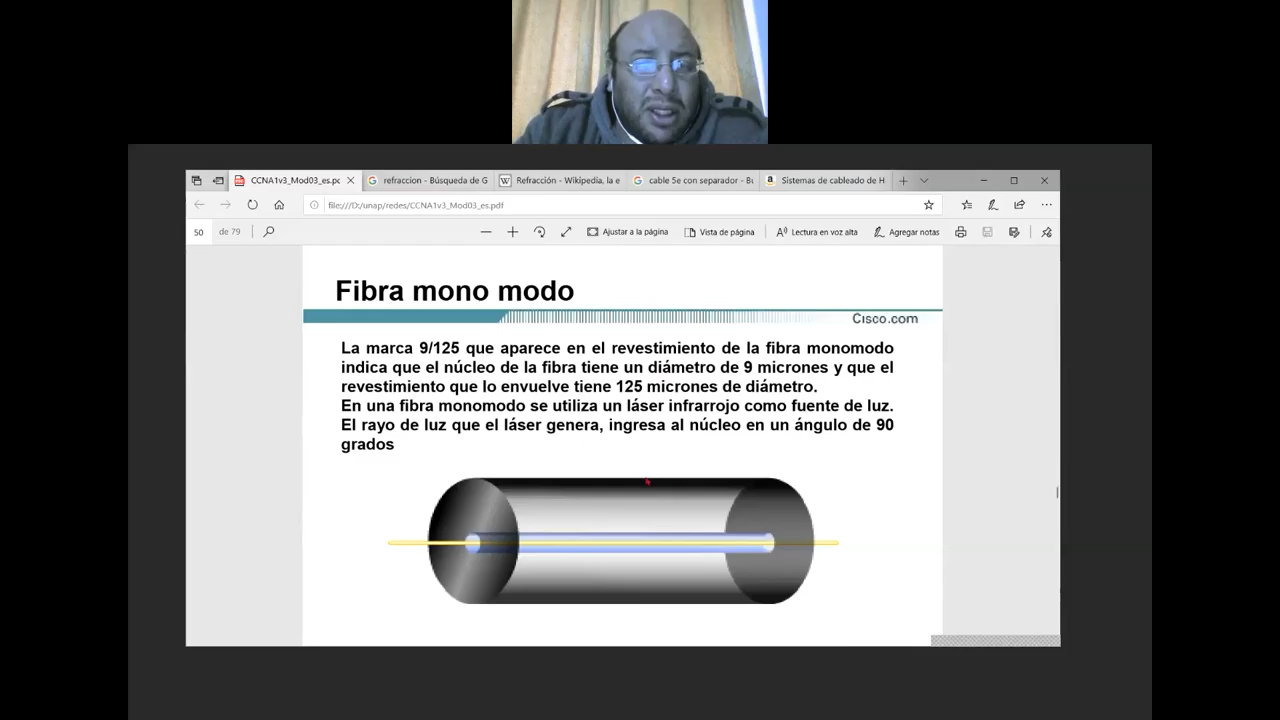 CCNA1v3_Mod03_es.pc
refraccion - Búsqueda de G
Refracción - Wikipedia, la e
cable 5e con separador - Bu
Sistemas de cableado de H
file:///D:/unap/redes/CCNA1v3_Mod03_es.pdf
50 de 79
Ajustar a la página
Vista de página
Lectura en voz alta
Agregar notas
Fibra mono modo
Cisco.com
La marca 9/125 que aparece en el revestimiento de la fibra monomodo
indica que el núcleo de la fibra tiene un diámetro de 9 micrones y que el
revestimiento que lo envuelve tiene 125 micrones de diámetro.
En una fibra monomodo se utiliza un láser infrarrojo como fuente de luz.
El rayo de luz que el láser genera, ingresa al núcleo en un ángulo de 90
grados